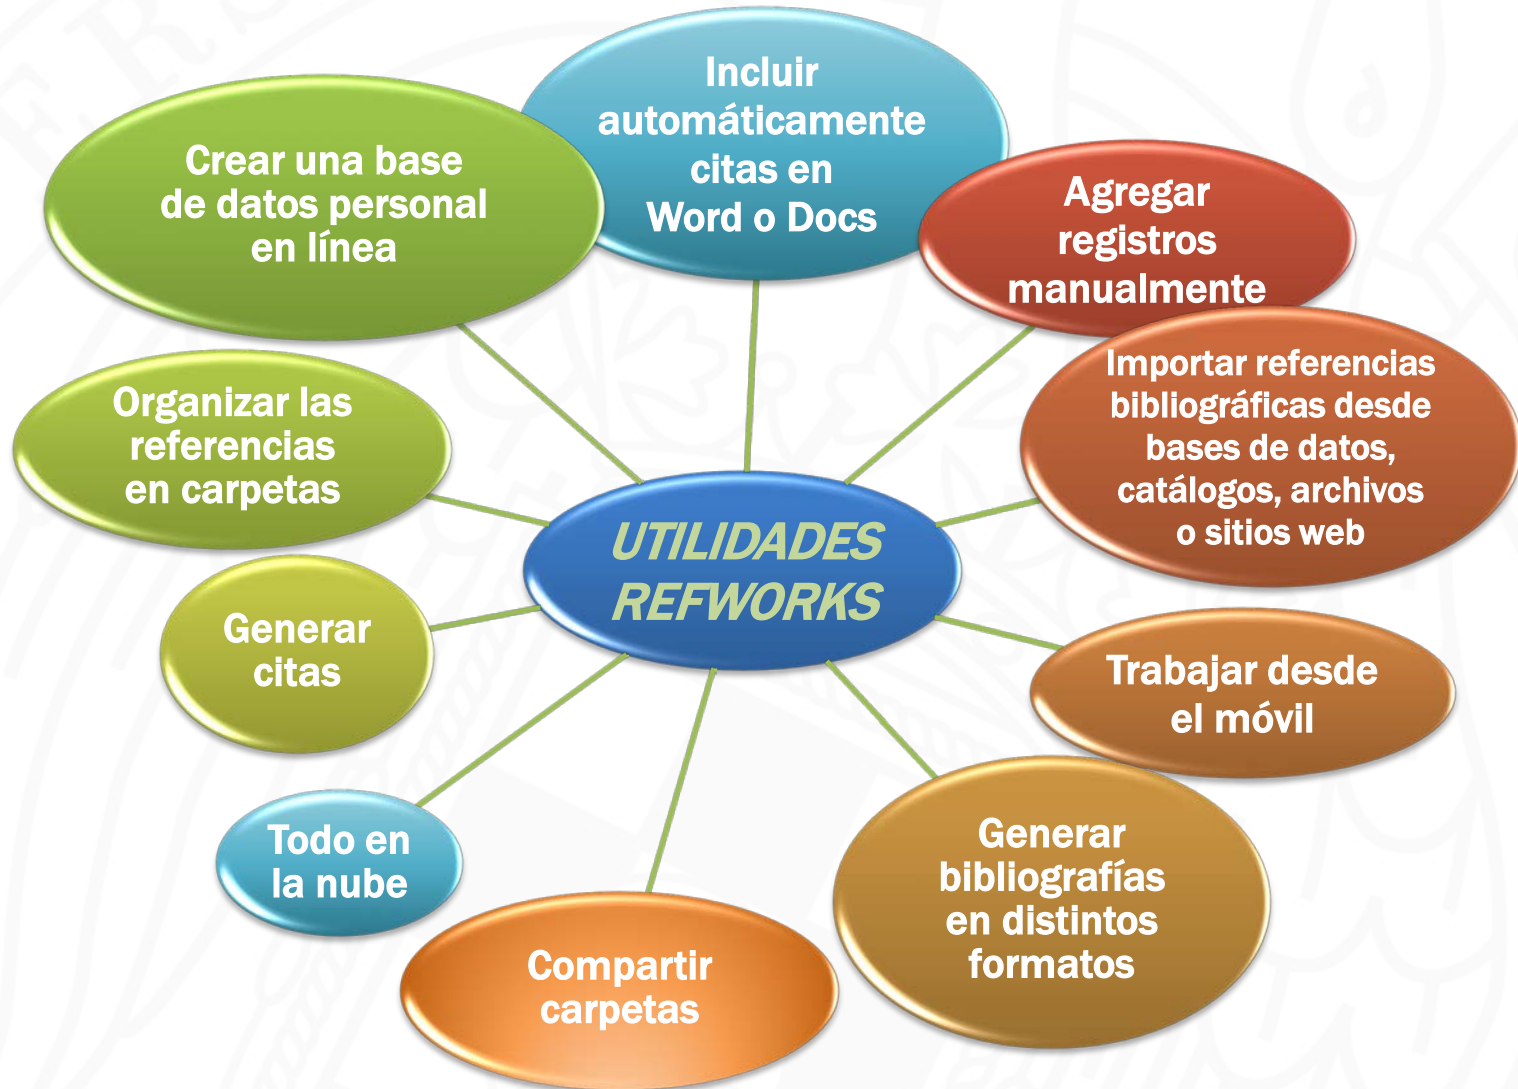 Incluir
automáticamente
citas en
Word o Docs
Crear una base
de datos personal
en línea
Agregar
registros
manualmente
Organizar las
referencias
en carpetas
Importar referencias
bibliográficas desde
bases de datos,
catálogos, archivos
o sitios web
UTILIDADES
REFWORKS
Generar
citas
Trabajar desde
el móvil
Todo en
la nube
Generar
bibliografías
en distintos
formatos
Compartir
carpetas